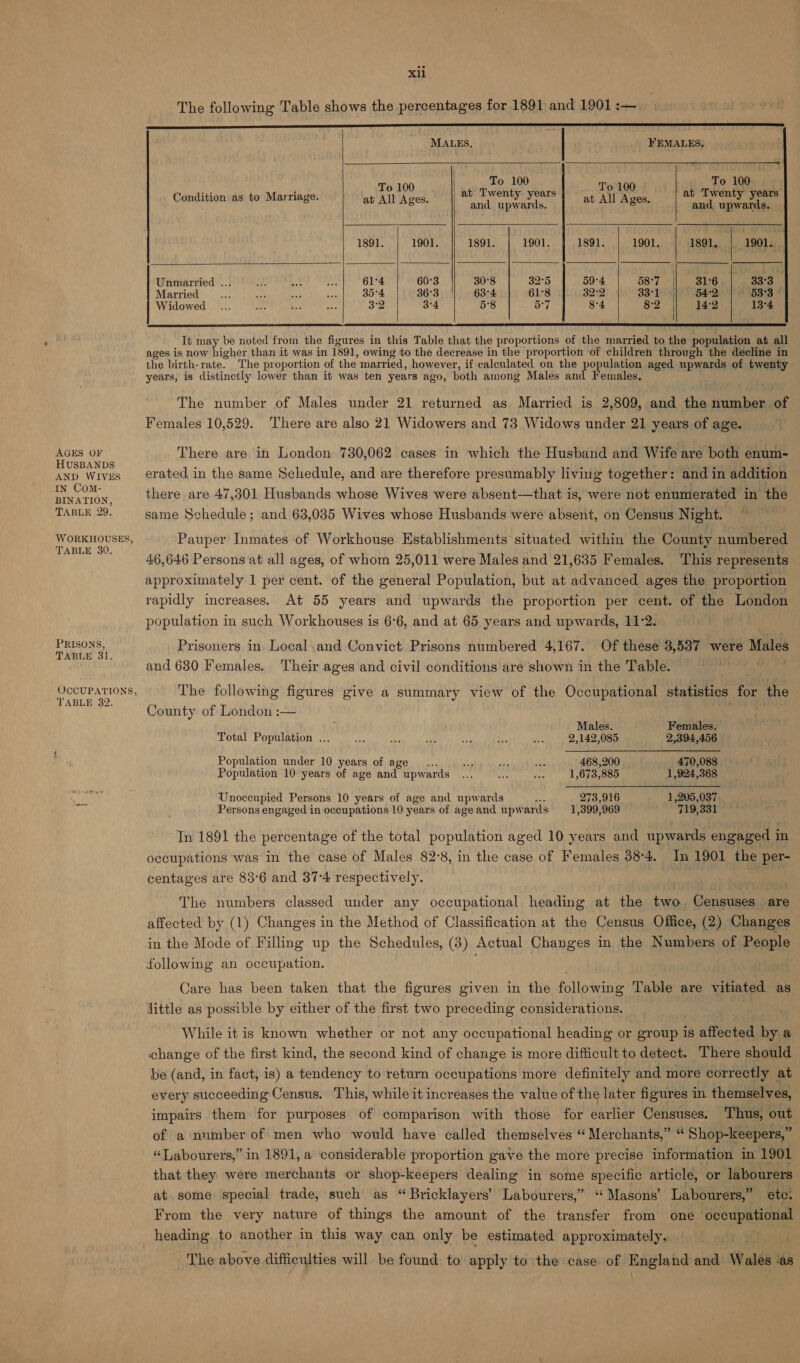 xii
The following Table shows the percentages for 1891 and 1901 :—
MALES. FEMALES.
Condition as to Marriage. To 100 at All Ages. To 100 at Twenty years and upwards. To 100 at All Ages. To 100 at Twenty years and upwards.
1891. 1901. 1891. 1901. 1891. 1901. 1891. 1901.
Unmarried ... 61·4 60·3 30·8 32·5 59·4 58·7 31·6 33·3
Married ... 35·4 36·3 63·4 61·8 32·2 33·1 54·2 53·3
Widowed ... 3·2 3·4 5·8 5·7 8·4 8·2 14·2 13·4
It may be noted from the figures in this Table that the proportions of the married to the population at all
ages is now higher than it was in 1891, owing to the decrease in the proportion of children through the decline in
the birth-rate. The proportion of the married, however, if calculated on the population aged upwards of twenty
years, is distinctly lower than it was ten years ago, both among Males and Females.
The number of Males under 21 returned as Married is 2,809, and the number of
Females 10,529. There are also 21 Widowers and 73 Widows under 21 years of age.
AGES OF
HUSBANDS
AND WIVES
IN COM-
BINATION,
TABLE 29.
There are in London 730,062 cases in which the Husband and Wife are both enum-
erated in the same Schedule, and are therefore presumably living together: and in addition
there are 47,301 Husbands whose Wives were absent—that is, were not enumerated in the
same Schedule; and 63,035 Wives whose Husbands were absent, on Census Night.
WORKHOUSES,
TABLE 30.
Pauper Inmates of Workhouse Establishments situated within the County numbered
46,646 Persons at all ages, of whom 25,011 were Males and 21,635 Females. This represents
approximately 1 per cent. of the general Population, but at advanced ages the proportion
rapidly increases. At 55 years and upwards the proportion per cent. of the London
population in such Workhouses is 6·6, and at 65 years and upwards, 11·2.
PRISONS,
TABLE 31.
Prisoners in Local and Convict Prisons numbered 4,167. Of these 3,537 were Males
and 630 Females. Their ages and civil conditions are shown in the Table.
OCCUPATIONS,
TABLE 32.
The following figures give a summary view of the Occupational statistics for the
County of London :—
Males. Females.
Total Population ... 2,142,085 2,394,456
Population under 10 years of age ... 468,200 470,088
Population 10 years of age and upwards ... 1,673,885 1,924,368
Unoccupied Persons 10 years of age and upwards 273,916 1,205,037
Persons engaged in occupations 10 years of age and upwards 1,399,969 719,331
In 1891 the percentage of the total population aged 10 years and upwards engaged in
occupations was in the case of Males 82·8, in the case of Females 38·4. In 1901 the per-
centages are 83·6 and 37·4 respectively.
The numbers classed under any occupational heading at the two Censuses are
affected by (1) Changes in the Method of Classification at the Census Office, (2) Changes
in the Mode of Filling up the Schedules, (3) Actual Changes in the Numbers of People
following an occupation.
Care has been taken that the figures given in the following Table are vitiated as
little as possible by either of the first two preceding considerations.
While it is known whether or not any occupational heading or group is affected by a
change of the first kind, the second kind of change is more difficult to detect. There should
be (and, in fact, is) a tendency to return occupations more definitely and more correctly at
every succeeding Census. This, while it increases the value of the later figures in themselves,
impairs them for purposes of comparison with those for earlier Censuses. Thus, out
of a number of men who would have called themselves “Merchants,” “Shop-keepers,”
“Labourers,” in 1891, a considerable proportion gave the more precise information in 1901
that they were merchants or shop-keepers dealing in some specific article, or labourers
at some special trade, such as “Bricklayers’ Labourers,” “Masons’ Labourers,” etc.
From the very nature of things the amount of the transfer from one occupational
heading to another in this way can only be estimated approximately.
The above difficulties will be found to apply to the case of England and Wales as